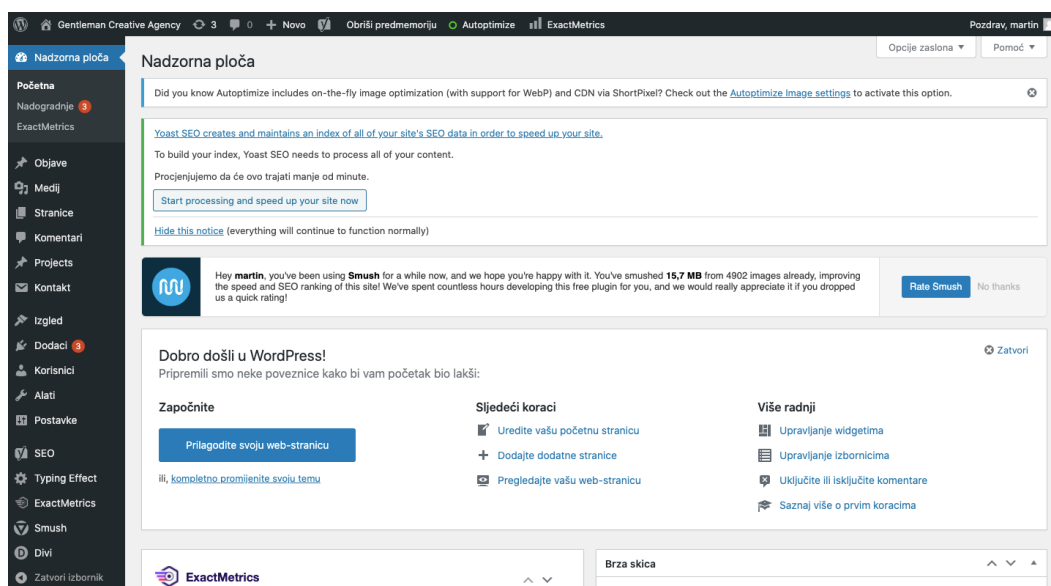 Gentleman Creative Agency 3 0 + Novo Obriši predmemoriju Autoptimize ExactMetrics Pozdrav, martin
Nadzorna ploča
Početna
Nadogradnje 3
ExactMetrics
Objave
Medij
Stranice
Komentari
Projects
Kontakt
Izgled
Dodaci 3
Korisnici
Alati
Postavke
SEO
Typing Effect
ExactMetrics
Smush
Divi
Zatvori izbornik
Opcije zaslona Pomoć
Nadzorna ploča
Did you know Autoptimize includes on-the-fly image optimization (with support for WebP) and CDN via ShortPixel? Check out the Autoptimize Image settings to activate this option.
Yoast SEO creates and maintains an index of all of your site's SEO data in order to speed up your site.
To build your index, Yoast SEO needs to process all of your content.
Procjenjujemo da će ovo trajati manje od minute.
Start processing and speed up your site now
Hide this notice (everything will continue to function normally)
Hey martin, you've been using Smush for a while now, and we hope you're happy with it. You've smushed 15,7 MB from 4902 images already, improving
the speed and SEO ranking of this site! We've spent countless hours developing this free plugin for you, and we would really appreciate it if you dropped
us a quick rating!
Rate Smush No thanks
Dobro došli u WordPress!
Zatvori
Pripremili smo neke poveznice kako bi vam početak bio lakši:
Započnite
Prilagodite svoju web-stranicu
ili, kompletno promijenite svoju temu
Sljedeći koraci
Uredite vašu početnu stranicu
Dodajte dodatne stranice
Pregledajte vašu web-stranicu
Više radnji
Upravljanje widgetima
Upravljanje izbornicima
Uključite ili isključite komentare
Saznaj više o prvim koracima
ExactMetrics
Brza skica